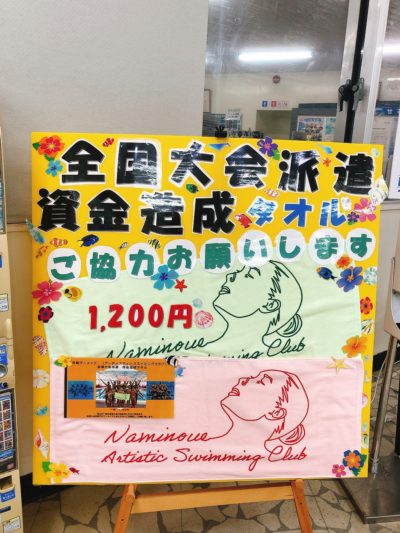 全国大会派遣
資金造成タオル
ご協力お願いします
1,200円
Naminoue
Swimming Club
Naminoue
Artistic Swimming Club